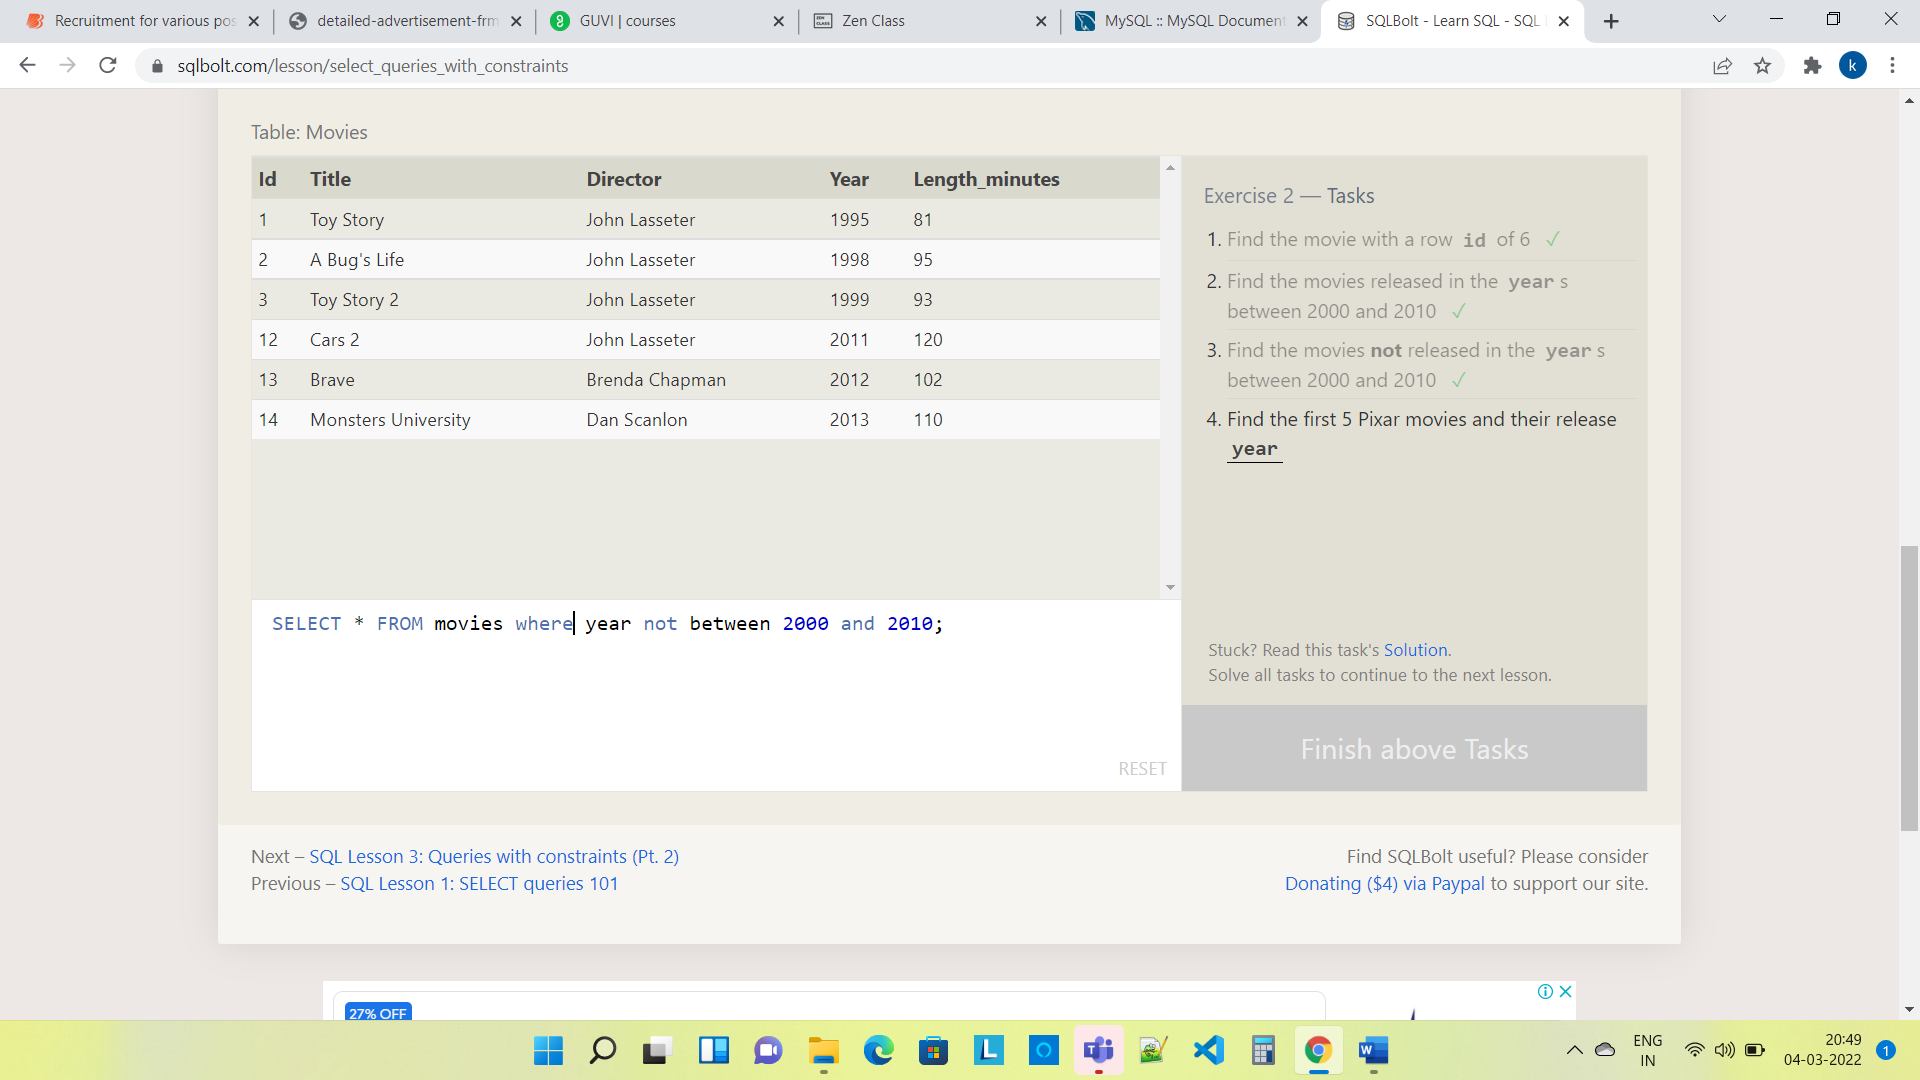 Recruitment for various pos
detailed-advertisement-frm
GUVI | courses
Zen Class
MySQL :: MySQL Document
SQLBolt - Learn SQL - SQL
sqlbolt.com/lesson/select_queries_with_constraints
k
Table: Movies
Id Title Director Year Length_minutes
1 Toy Story John Lasseter 1995 81
2 A Bug's Life John Lasseter 1998 95
3 Toy Story 2 John Lasseter 1999 93
12 Cars 2 John Lasseter 2011 120
13 Brave Brenda Chapman 2012 102
14 Monsters University Dan Scanlon 2013 110
SELECT * FROM movies where year not between 2000 and 2010;
RESET
Exercise 2 — Tasks
1. Find the movie with a row id of 6 ✓
2. Find the movies released in the year s
between 2000 and 2010 ✓
3. Find the movies not released in the year s
between 2000 and 2010 ✓
4. Find the first 5 Pixar movies and their release
year
Stuck? Read this task's Solution.
Solve all tasks to continue to the next lesson.
Finish above Tasks
Next – SQL Lesson 3: Queries with constraints (Pt. 2)
Previous – SQL Lesson 1: SELECT queries 101
Find SQLBolt useful? Please consider
Donating ($4) via Paypal to support our site.
27% OFF
ENG
IN
20:49
04-03-2022
1